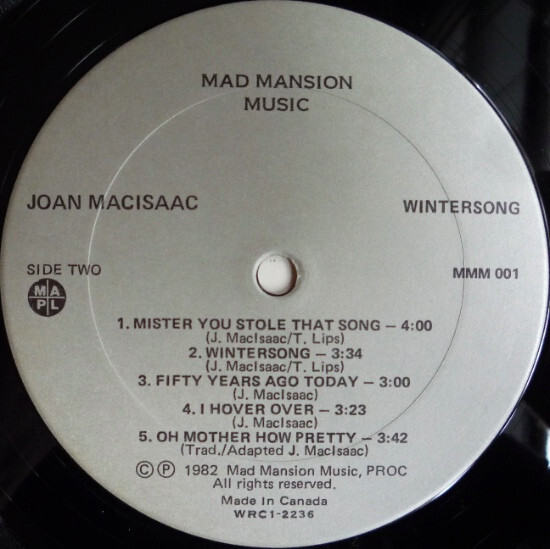 MAD MANSION
MUSIC
JOAN MACISAAC
WINTERSONG
SIDE TWO
MMM 001
MA
PL
1. MISTER YOU STOLE THAT SONG – 4:00
(J. MacIsaac/T. Lips)
2. WINTERSONG – 3:34
(J. MacIsaac/T. Lips)
3. FIFTY YEARS AGO TODAY – 3:00
(J. MacIsaac)
4. I HOVER OVER – 3:23
(J. MacIsaac)
5. OH MOTHER HOW PRETTY – 3:42
(Trad./Adapted J. MacIsaac)
© ℗ 1982 Mad Mansion Music, PROC
All rights reserved.
Made In Canada
WRC1-2236